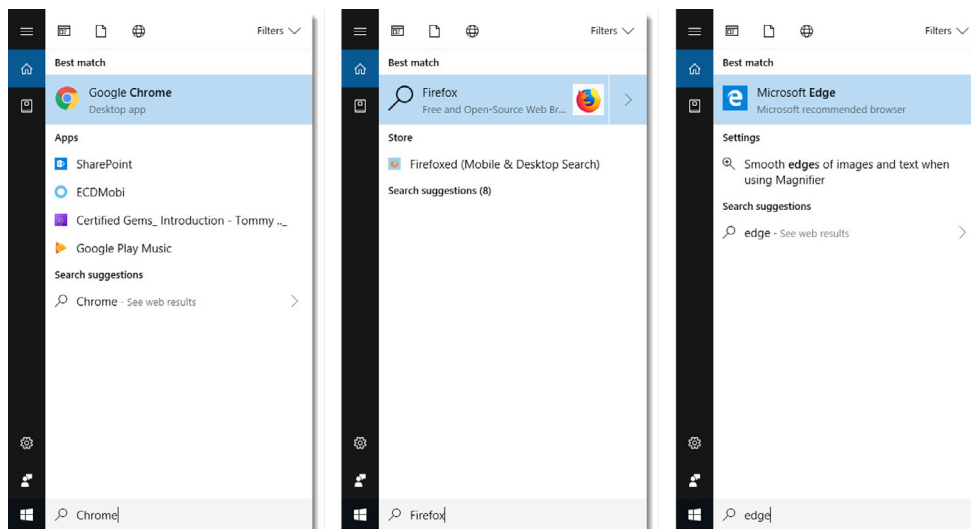 Filters
Best match
Google Chrome
Desktop app
Apps
SharePoint
ECDMobi
Certified Gems_ Introduction - Tommy .._
Google Play Music
Search suggestions
Chrome - See web results
Chrome
Filters
Best match
Firefox
Free and Open-Source Web Br...
Store
Firefoxed (Mobile & Desktop Search)
Search suggestions (8)
Firefox
Filters
Best match
Microsoft Edge
Microsoft recommended browser
Settings
Smooth edges of images and text when
using Magnifier
Search suggestions
edge - See web results
edge